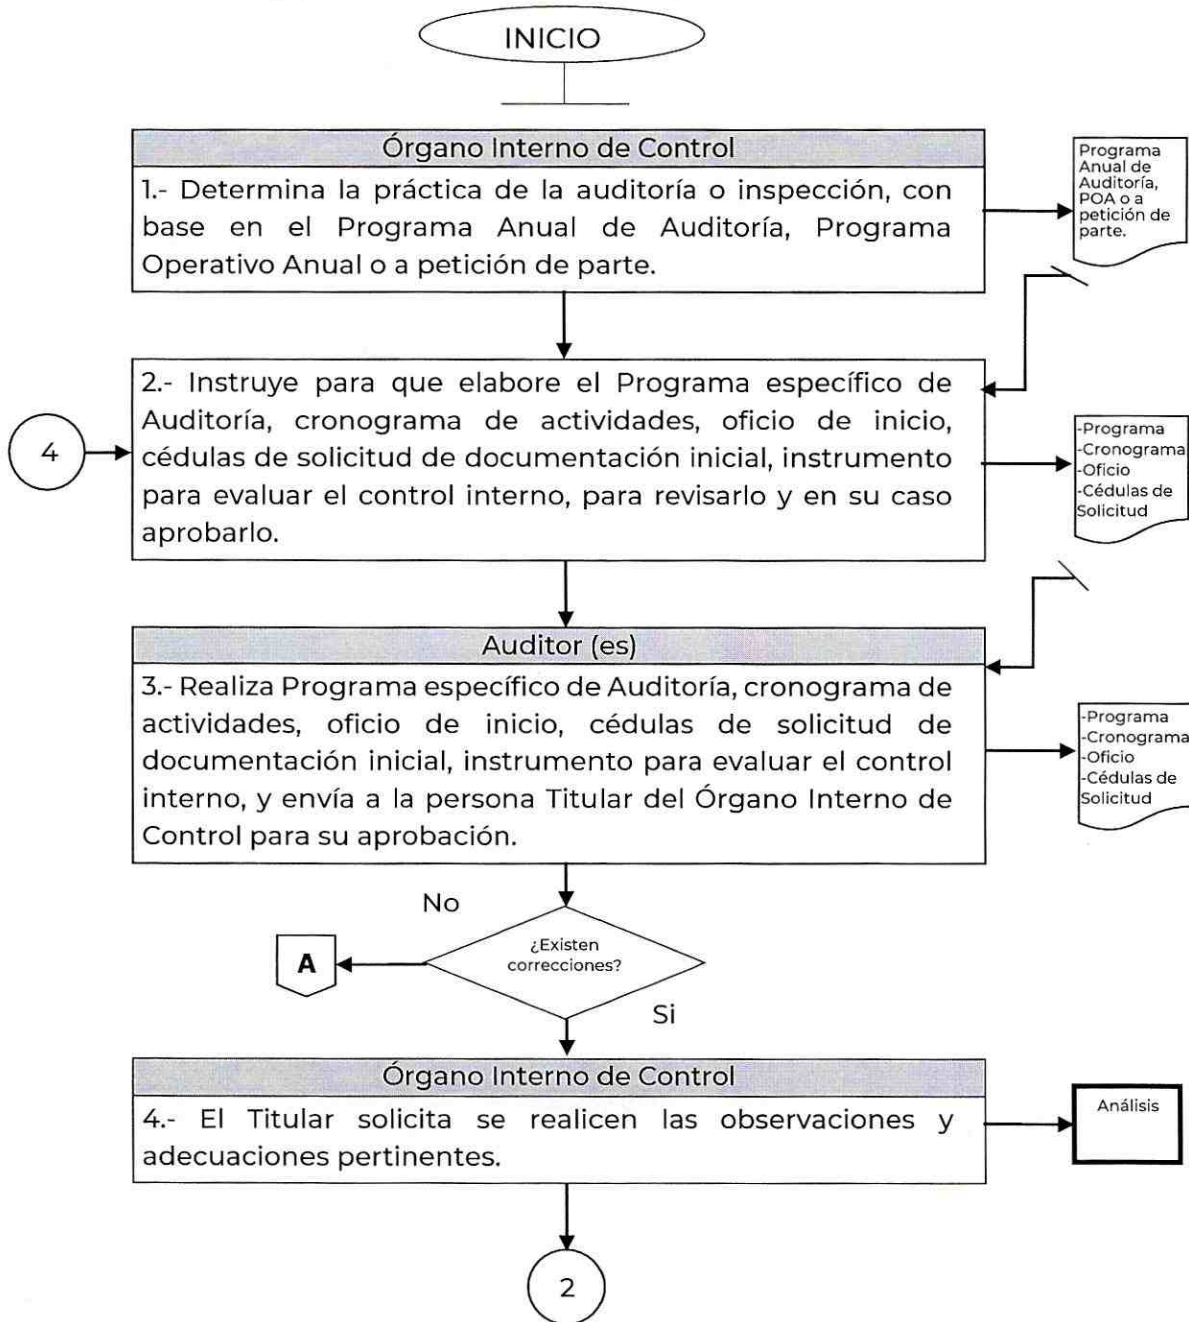 INICIO
Órgano Interno de Control
1.- Determina la práctica de la auditoría o inspección, con
base en el Programa Anual de Auditoría, Programa
Operativo Anual o a petición de parte.
Programa
Anual de
Auditoría,
POA o a
petición de
parte.
2.- Instruye para que elabore el Programa específico de
Auditoría, cronograma de actividades, oficio de inicio,
cédulas de solicitud de documentación inicial, instrumento
para evaluar el control interno, para revisarlo y en su caso
aprobarlo.
4
-Programa
-Cronograma
-Oficio
-Cédulas de
Solicitud
Auditor (es)
3.- Realiza Programa específico de Auditoría, cronograma de
actividades, oficio de inicio, cédulas de solicitud de
documentación inicial, instrumento para evaluar el control
interno, y envía a la persona Titular del Órgano Interno de
Control para su aprobación.
-Programa
-Cronograma
-Oficio
-Cédulas de
Solicitud
No
¿Existen
correcciones?
A
Si
Órgano Interno de Control
4.- El Titular solicita se realicen las observaciones y
adecuaciones pertinentes.
Análisis
2